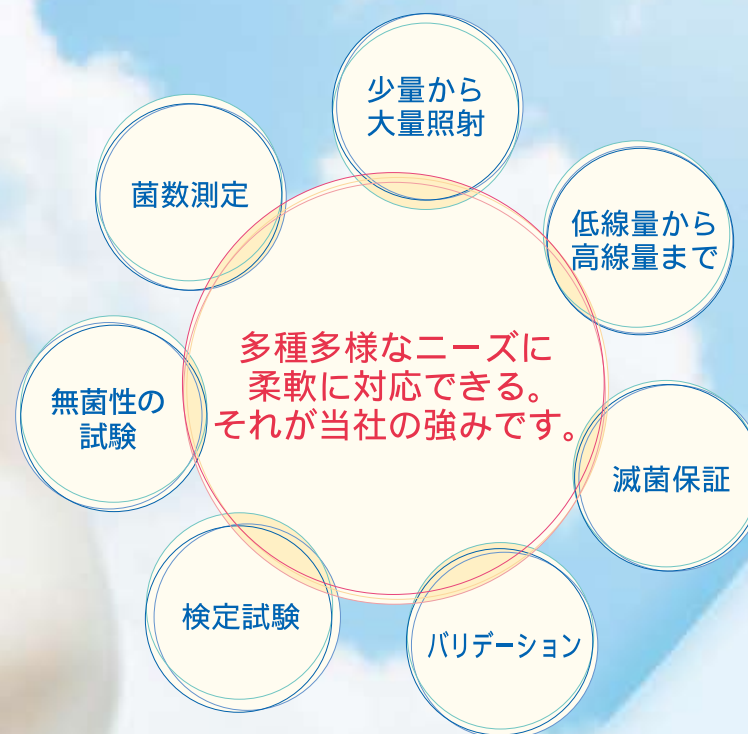 少量から
大量照射
菌数測定
低線量から
高線量まで
多種多様なニーズに
柔軟に対応できる。
それが当社の強みです。
無菌性の
試験
滅菌保証
検定試験
バリデーション